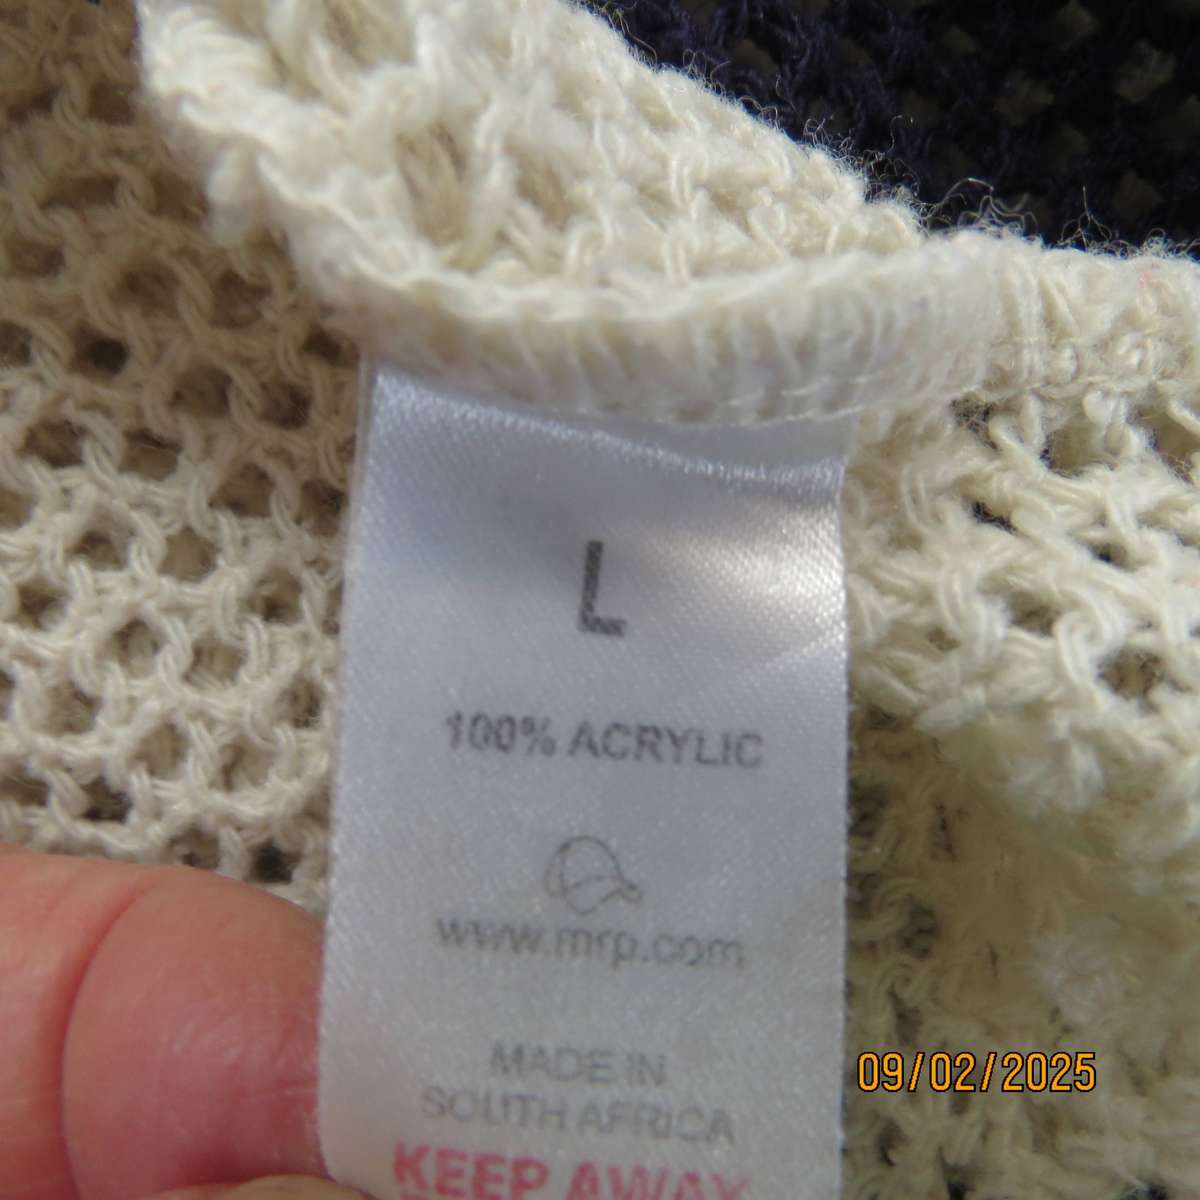 L
100% ACRYLIC
www.mrp.com
MADE IN
SOUTH AFRICA
KEEP AWAY
09/02/2025